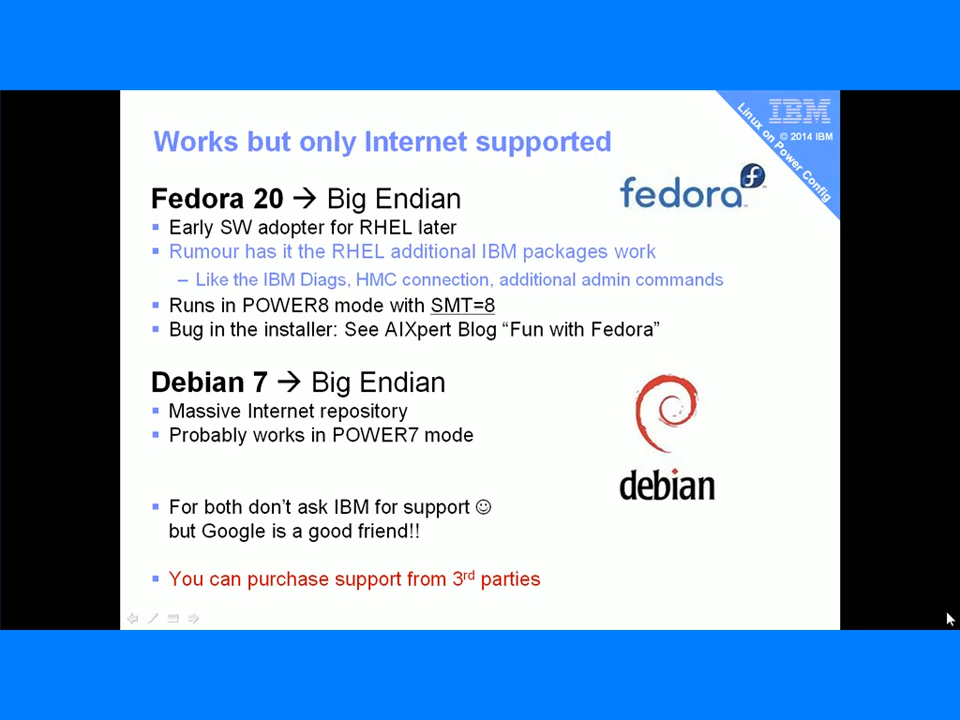 IBM
© 2014 IBM
Linux on Power Config
Works but only Internet supported
Fedora 20 → Big Endian
fedora
▪ Early SW adopter for RHEL later
▪ Rumour has it the RHEL additional IBM packages work
– Like the IBM Diags, HMC connection, additional admin commands
▪ Runs in POWER8 mode with SMT=8
▪ Bug in the installer: See AIXpert Blog “Fun with Fedora”
Debian 7 → Big Endian
▪ Massive Internet repository
▪ Probably works in POWER7 mode
debian
▪ For both don’t ask IBM for support ☺
but Google is a good friend!!
▪ You can purchase support from 3rd parties